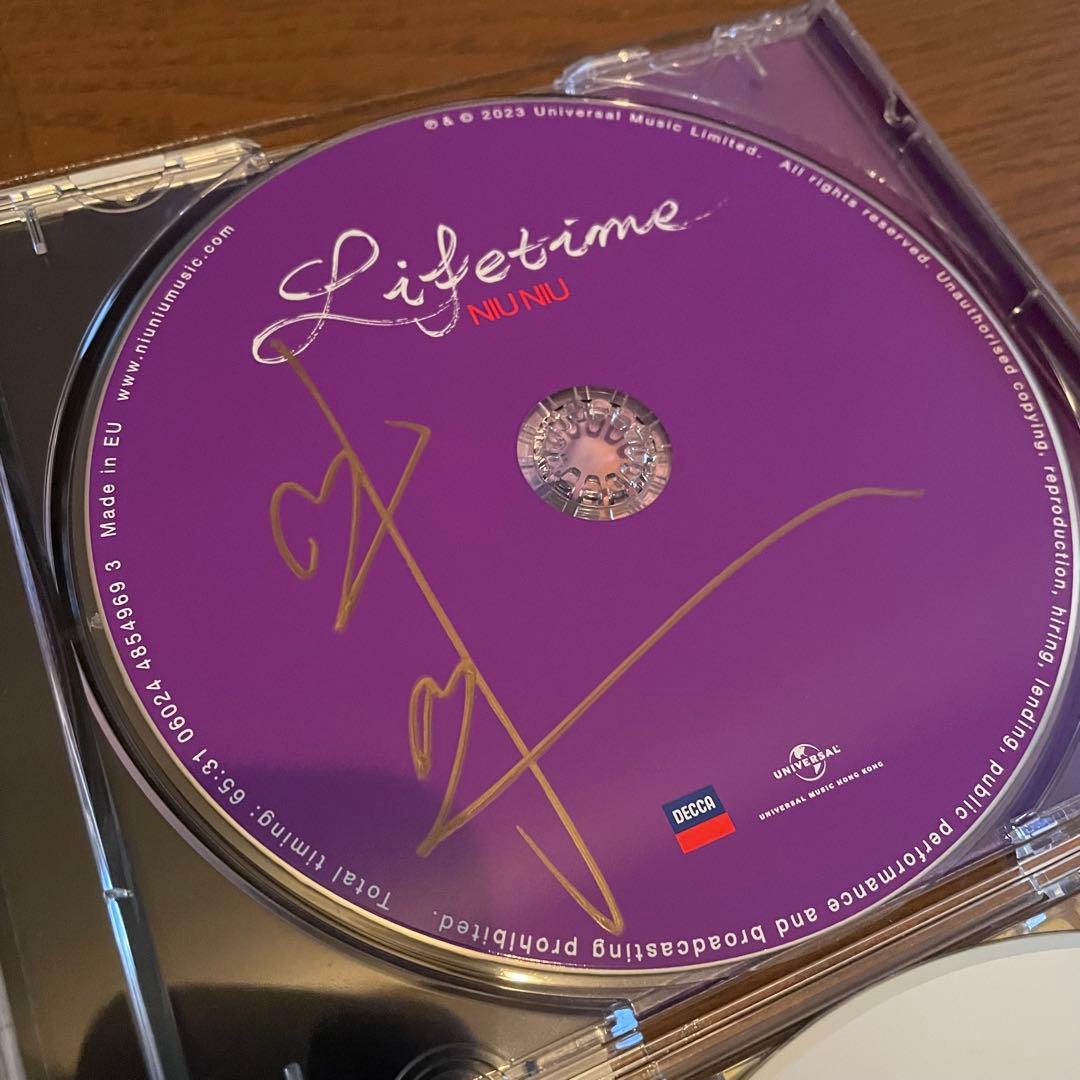 Lifetime
NIU NIU
℗ & © 2023 Universal Music Limited. All rights reserved. Unauthorised copying, reproduction, hiring, lending, public performance and broadcasting prohibited.
Total timing: 65:31 06024 4854969 3 Made in EU www.niuniumusic.com
DECCA
UNIVERSAL
UNIVERSAL MUSIC HONG KONG